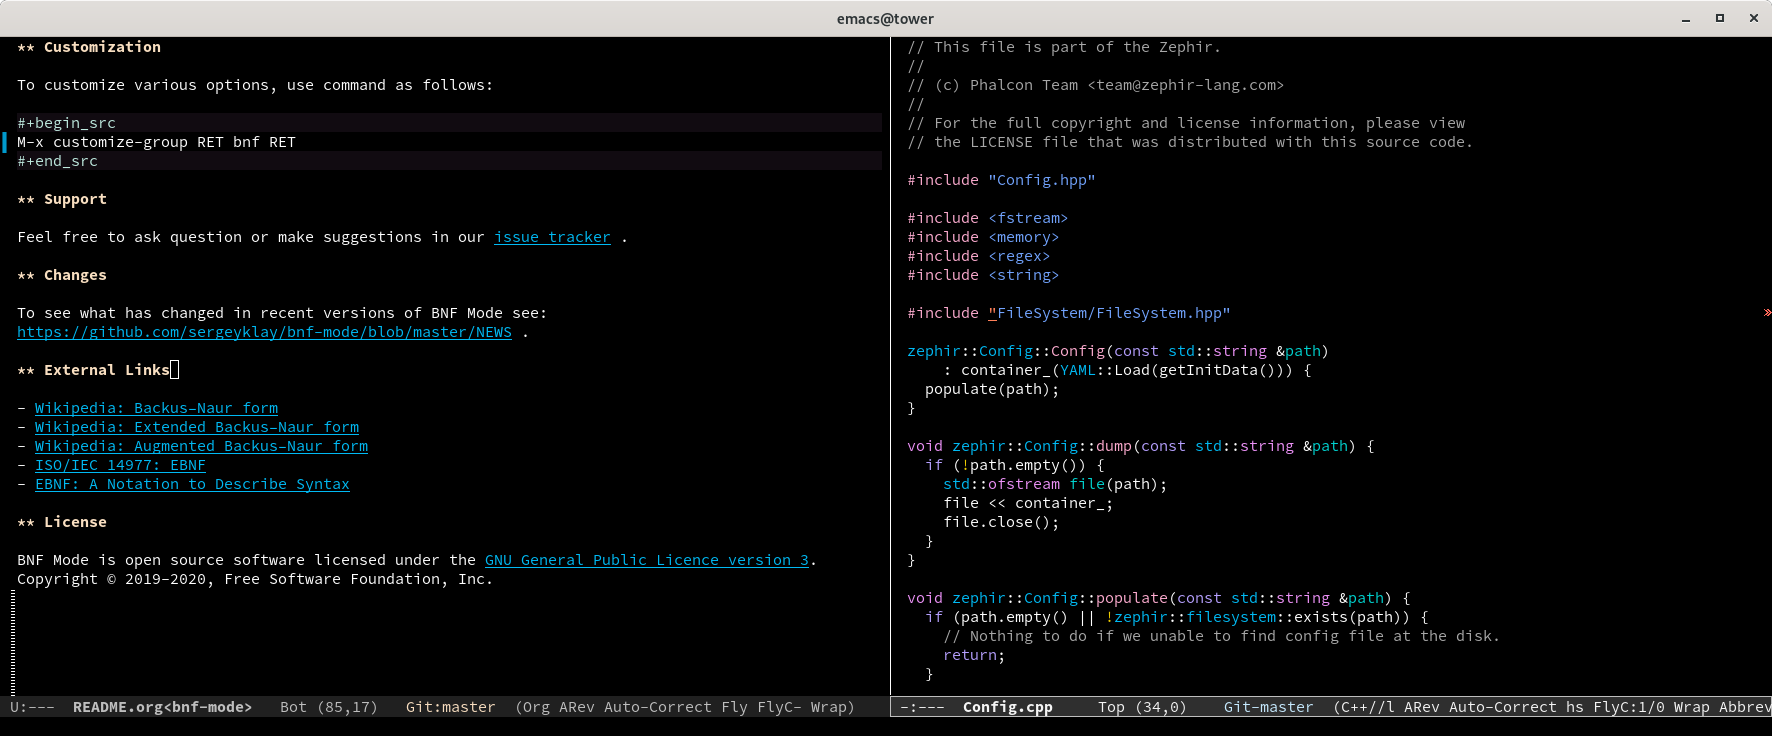 emacs@tower
** Customization
To customize various options, use command as follows:
#+begin_src
M-x customize-group RET bnf RET
#+end_src
** Support
Feel free to ask question or make suggestions in our issue tracker .
** Changes
To see what has changed in recent versions of BNF Mode see:
https://github.com/sergeyklay/bnf-mode/blob/master/NEWS .
** External Links
- Wikipedia: Backus-Naur form
- Wikipedia: Extended Backus-Naur form
- Wikipedia: Augmented Backus-Naur form
- ISO/IEC 14977: EBNF
- EBNF: A Notation to Describe Syntax
** License
BNF Mode is open source software licensed under the GNU General Public Licence version 3.
Copyright © 2019-2020, Free Software Foundation, Inc.
U:--- README.org<bnf-mode> Bot (85,17) Git:master (Org ARev Auto-Correct Fly FlyC- Wrap)
// This file is part of the Zephir.
//
// (c) Phalcon Team <team@zephir-lang.com>
//
// For the full copyright and license information, please view
// the LICENSE file that was distributed with this source code.
#include "Config.hpp"
#include <fstream>
#include <memory>
#include <regex>
#include <string>
#include "FileSystem/FileSystem.hpp"
zephir::Config::Config(const std::string &path)
    : container_(YAML::Load(getInitData())) {
  populate(path);
}
void zephir::Config::dump(const std::string &path) {
  if (!path.empty()) {
    std::ofstream file(path);
    file << container_;
    file.close();
  }
}
void zephir::Config::populate(const std::string &path) {
  if (path.empty() || !zephir::filesystem::exists(path)) {
    // Nothing to do if we unable to find config file at the disk.
    return;
  }
-:--- Config.cpp Top (34,0) Git-master (C++//l ARev Auto-Correct hs FlyC:1/0 Wrap Abbrev